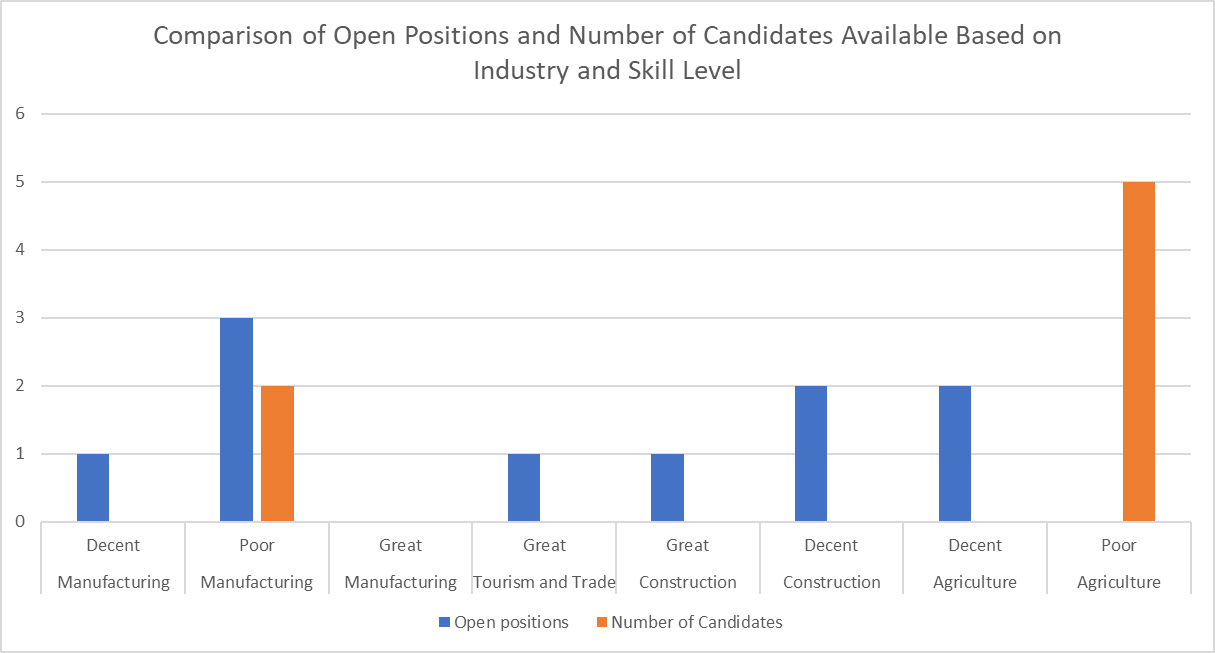 Comparison of Open Positions and Number of Candidates Available Based on
Industry and Skill Level
6
5
4
3
2
1
0
Decent Poor Great Great Great Decent Decent Poor
Manufacturing Manufacturing Manufacturing Tourism and Trade Construction Construction Agriculture Agriculture
Open positions Number of Candidates